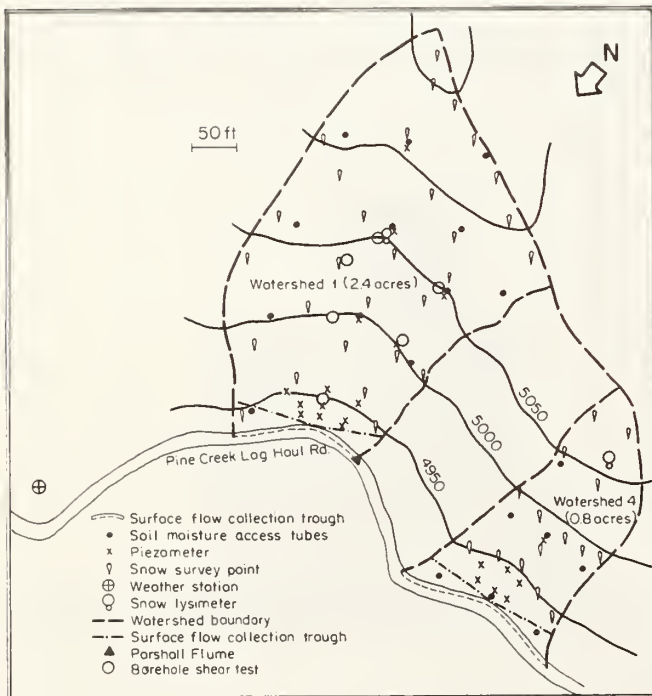 N
50 ft
Watershed 1 (2.4 acres)
5050
5000
4950
Pine Creek Log Haul Rd.
Watershed 4
(0.8 acres)
Surface flow collection trough
Soil moisture access tubes
x Piezometer
Snow survey point
Weather station
Snow lysimeter
Watershed boundary
Surface flow collection trough
Parshall Flume
Borehole shear test